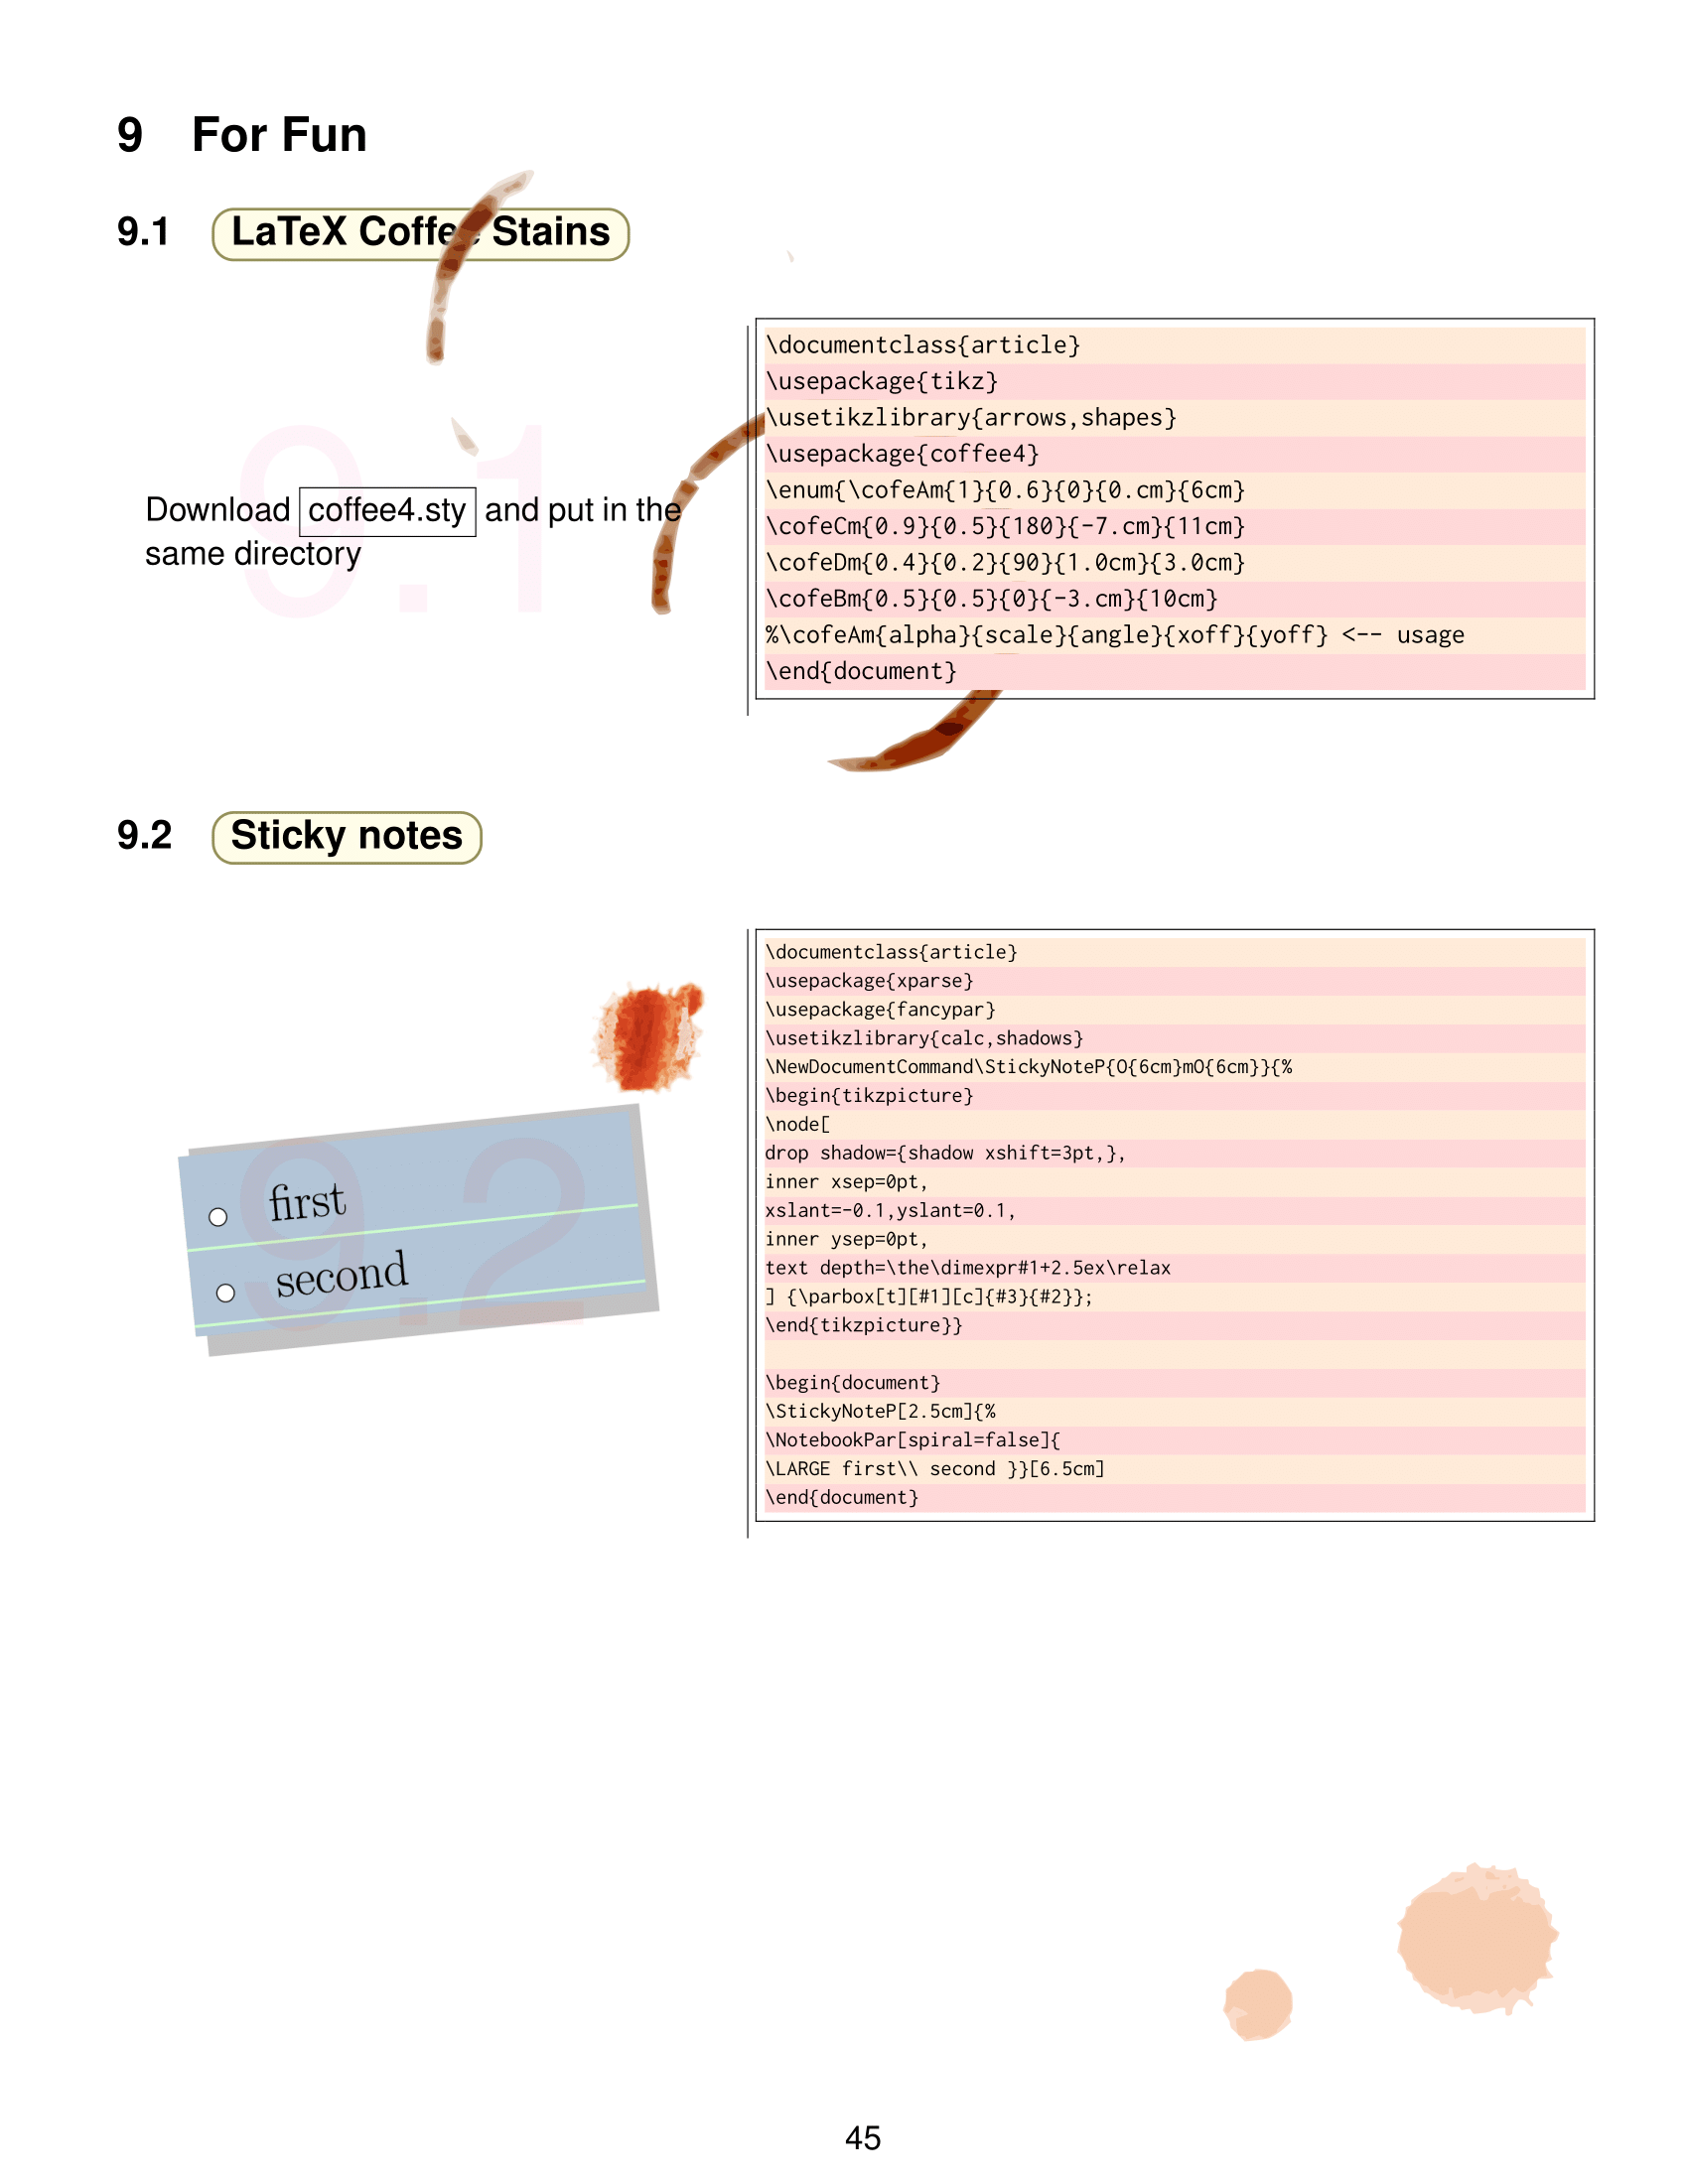 9 For Fun
9.1 LaTeX Coffee Stains
9.1
Download coffee4.sty and put in the
same directory
\documentclass{article}
\usepackage{tikz}
\usetikzlibrary{arrows,shapes}
\usepackage{coffee4}
\enum{\cofeAm{1}{0.6}{0}{0.cm}{6cm}
\cofeCm{0.9}{0.5}{180}{-7.cm}{11cm}
\cofeDm{0.4}{0.2}{90}{1.0cm}{3.0cm}
\cofeBm{0.5}{0.5}{0}{-3.cm}{10cm}
%\cofeAm{alpha}{scale}{angle}{xoff}{yoff} <-- usage
\end{document}
9.2 Sticky notes
9.2
first
second
\documentclass{article}
\usepackage{xparse}
\usepackage{fancypar}
\usetikzlibrary{calc,shadows}
\NewDocumentCommand\StickyNoteP{O{6cm}mO{6cm}}{%
\begin{tikzpicture}
\node[
drop shadow={shadow xshift=3pt,},
inner xsep=0pt,
xslant=-0.1,yslant=0.1,
inner ysep=0pt,
text depth=\the\dimexpr#1+2.5ex\relax
] {\parbox[t][#1][c]{#3}{#2}};
\end{tikzpicture}}
\begin{document}
\StickyNoteP[2.5cm]{%
\NotebookPar[spiral=false]{
\LARGE first\\ second }}[6.5cm]
\end{document}
45